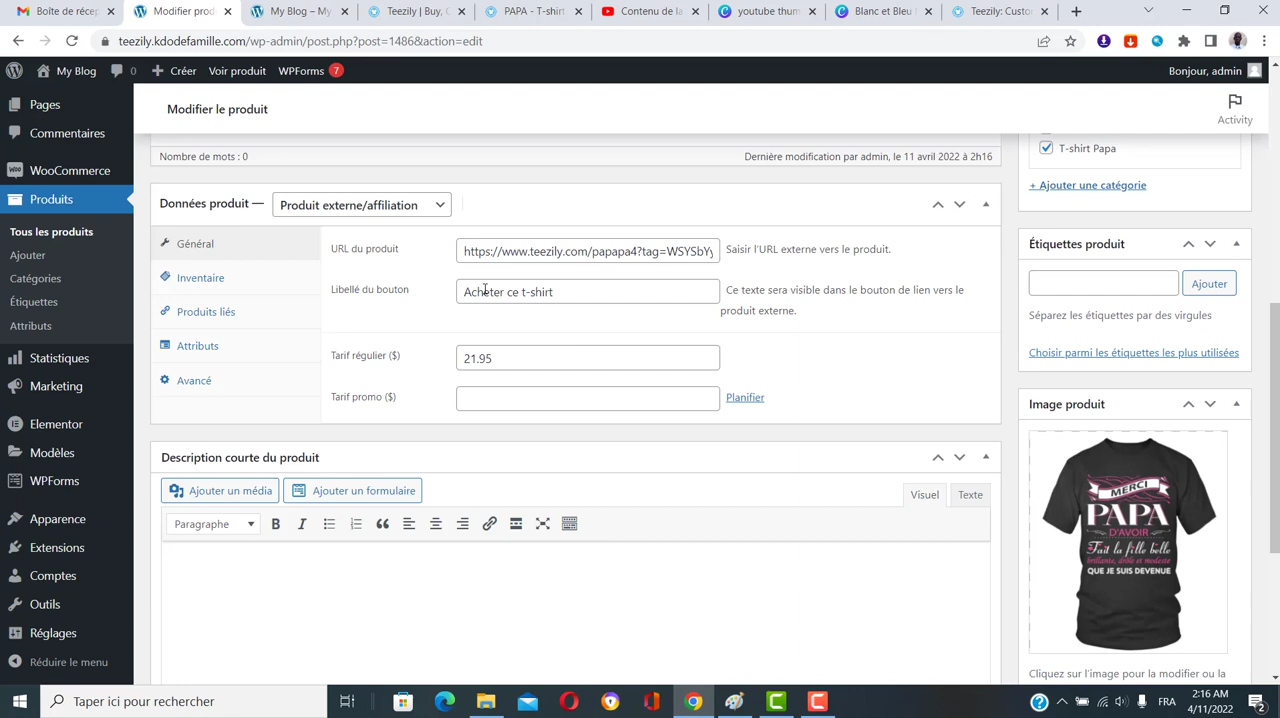 Boîte de récep
Modifier prod
My Blog – My
Teezily | Buy, C
PAPA - T-shirt
Contenu de la
youtube thum
Blanc et Bleu
Teezily: Custo
teezily.kdodefamille.com/wp-admin/post.php?post=1486&action=edit
My Blog
0
Créer
Voir produit
WPForms
7
Bonjour, admin
Pages
Commentaires
WooCommerce
Produits
Tous les produits
Ajouter
Catégories
Étiquettes
Attributs
Statistiques
Marketing
Elementor
Modèles
WPForms
Apparence
Extensions
Comptes
Outils
Réglages
Réduire le menu
Modifier le produit
Activity
Nombre de mots : 0
Dernière modification par admin, le 11 avril 2022 à 2h16
Données produit —
Produit externe/affiliation
Général
Inventaire
Produits liés
Attributs
Avancé
URL du produit
https://www.teezily.com/papapa4?tag=WSYSbYy
Saisir l'URL externe vers le produit.
Libellé du bouton
Acheter ce t-shirt
Ce texte sera visible dans le bouton de lien vers le
produit externe.
Tarif régulier ($)
21.95
Tarif promo ($)
Planifier
Description courte du produit
Ajouter un média
Ajouter un formulaire
Visuel
Texte
Paragraphe
B
I
T-shirt Papa
+ Ajouter une catégorie
Étiquettes produit
Ajouter
Séparez les étiquettes par des virgules
Choisir parmi les étiquettes les plus utilisées
Image produit
MERCI
PAPA
D'AVOIR
Fait la fille belle
brillante, drôle et modeste
QUE JE SUIS DEVENUE
Cliquez sur l'image pour la modifier ou la
Taper ici pour rechercher
FRA
2:16 AM
4/11/2022
2